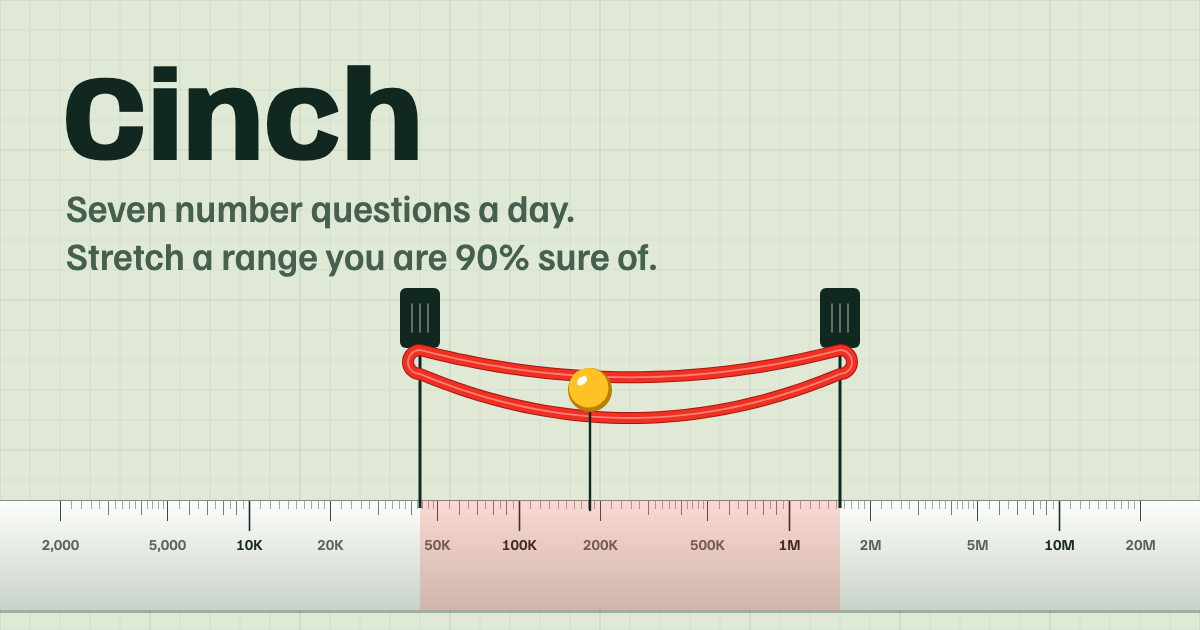 Cinch
Seven number questions a day.
Stretch a range you are 90% sure of.
2,000 5,000 10K 20K 50K 100K 200K 500K 1M 2M 5M 10M 20M